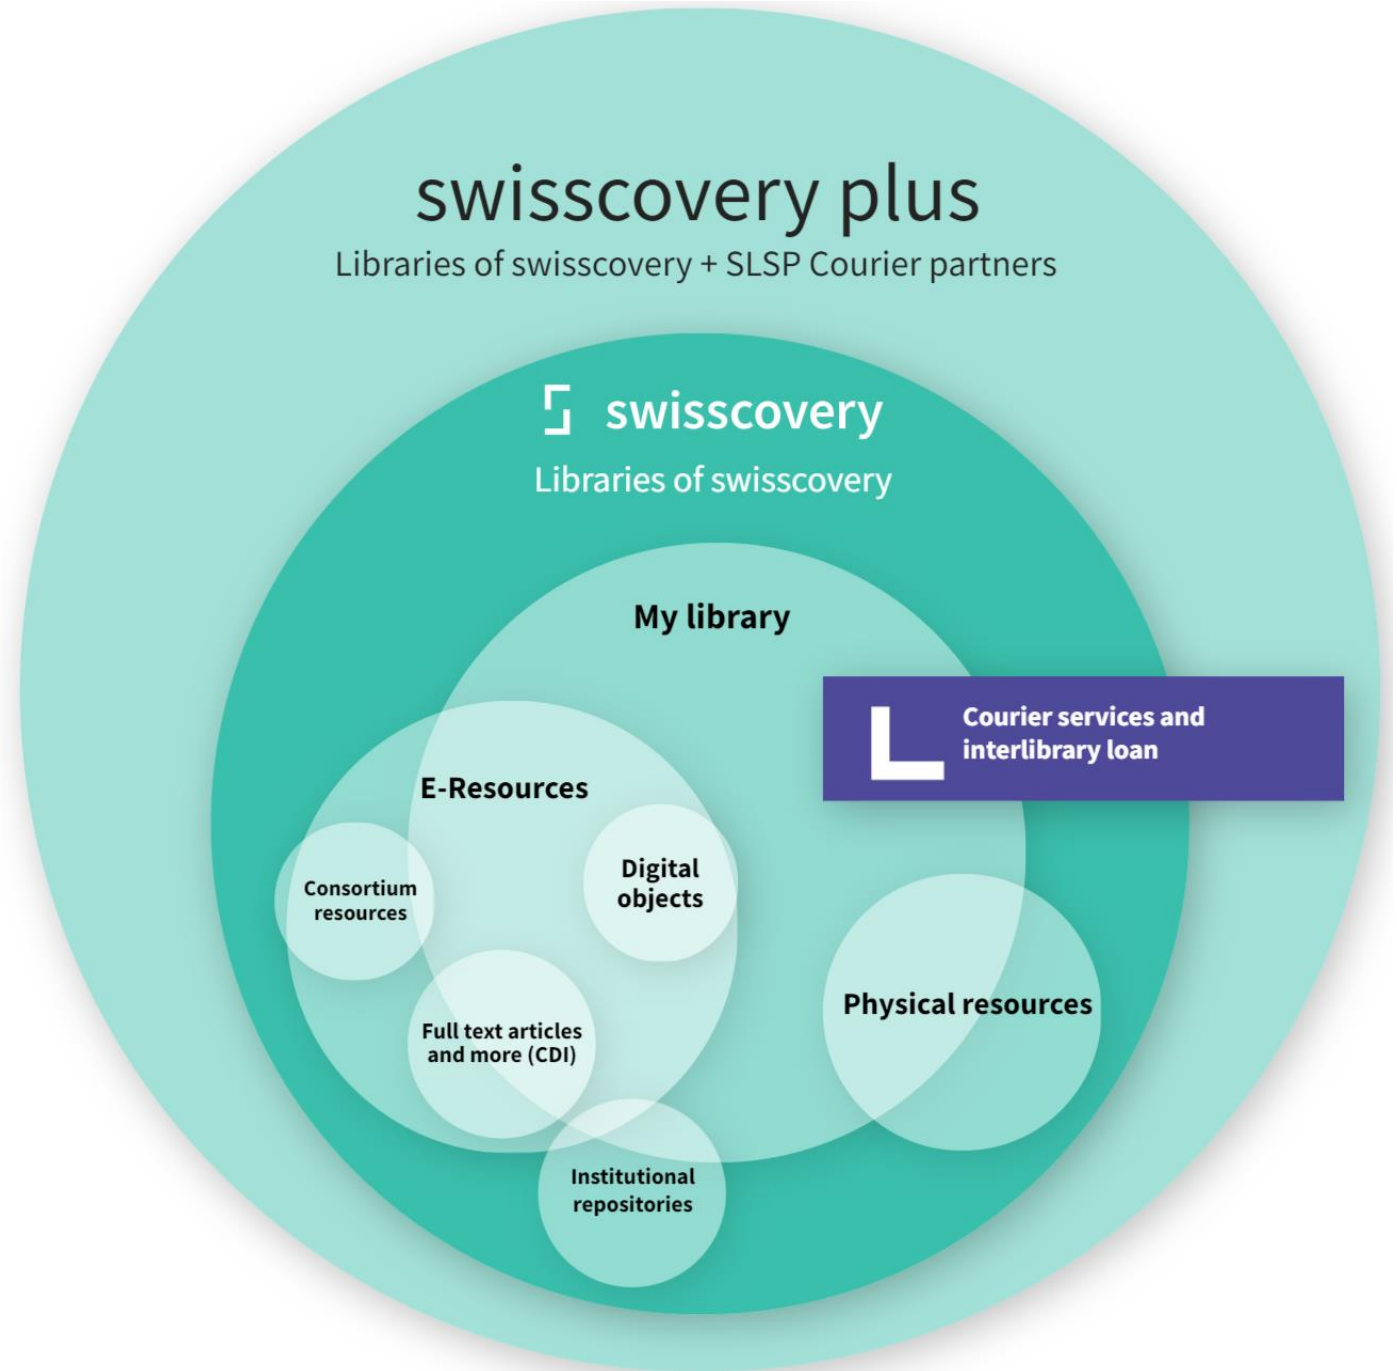 swisscovery plus
Libraries of swisscovery + SLSP Courier partners
swisscovery
Libraries of swisscovery
My library
Courier services and
interlibrary loan
E-Resources
Digital
objects
Consortium
resources
Full text articles
and more (CDI)
Physical resources
Institutional
repositories